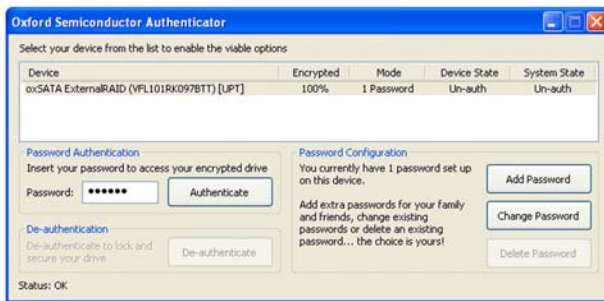 Oxford Semiconductor Authenticator
Select your device from the list to enable the viable options
Device Encrypted Mode Device State System State
oxSATA ExternalRAID (VFL101RK097BTT) [UPT] 100% 1 Password Un-auth Un-auth
Password Authentication
Insert your password to access your encrypted drive
Password: •••••• Authenticate
De-authentication
De-authenticate to lock and
secure your drive
De-authenticate
Password Configuration
You currently have 1 password set up
on this device.
Add extra passwords for your family
and friends, change existing
passwords or delete an existing
password... the choice is yours!
Add Password
Change Password
Delete Password
Status: OK